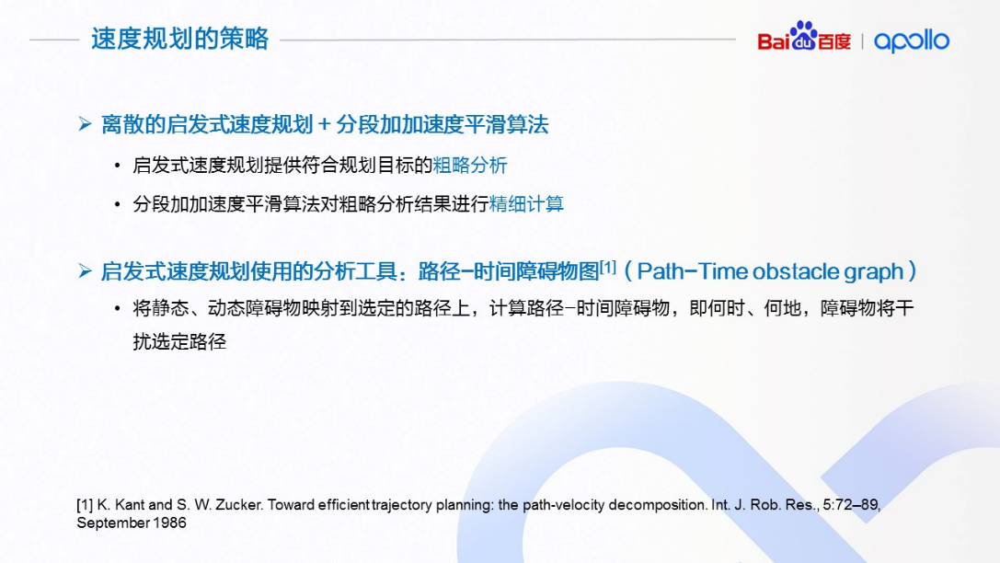 速度规划的策略
Bai du 百度 | apollo
➢ 离散的启发式速度规划 + 分段加加速度平滑算法
• 启发式速度规划提供符合规划目标的粗略分析
• 分段加加速度平滑算法对粗略分析结果进行精细计算
➢ 启发式速度规划使用的分析工具：路径-时间障碍物图[1]（Path-Time obstacle graph）
• 将静态、动态障碍物映射到选定的路径上，计算路径-时间障碍物，即何时、何地，障碍物将干
扰选定路径
[1] K. Kant and S. W. Zucker. Toward efficient trajectory planning: the path-velocity decomposition. Int. J. Rob. Res., 5:72–89,
September 1986